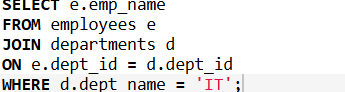 SELECT e.emp_name
FROM employees e
JOIN departments d
ON e.dept_id = d.dept_id
WHERE d.dept_name = 'IT';